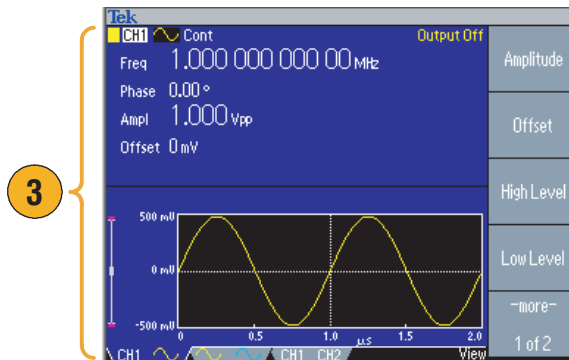 Tek
CH1 Cont Output Off
Freq 1.000 000 000 00 MHz
Phase 0.00 °
Ampl 1.000 Vpp
Offset 0 mV
Amplitude
Offset
High Level
Low Level
-more-
1 of 2
3
500 mV
0 mV
-500 mV
0 0.5 1.0 1.5 2.0
µs
CH1 CH1 CH2 View